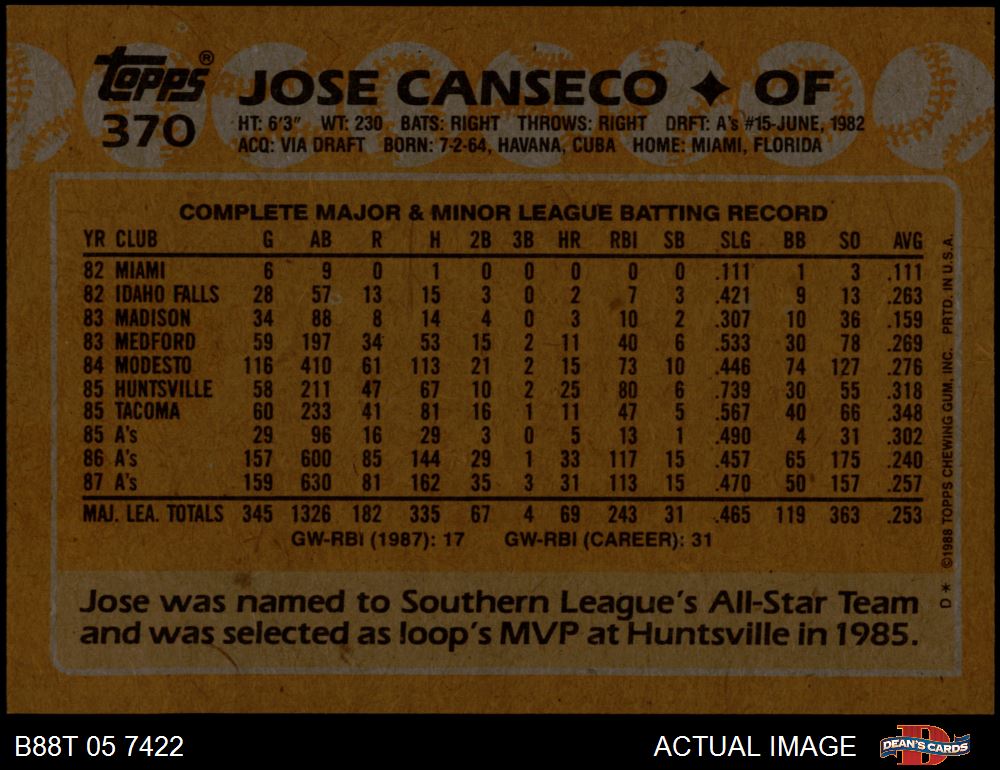 Topps®
370
JOSE CANSECO ✦ OF
HT: 6'3" WT: 230 BATS: RIGHT THROWS: RIGHT DRFT: A's #15-JUNE, 1982
ACQ: VIA DRAFT BORN: 7-2-64, HAVANA, CUBA HOME: MIAMI, FLORIDA
COMPLETE MAJOR & MINOR LEAGUE BATTING RECORD
YR CLUB G AB R H 2B 3B HR RBI SB SLG BB SO AVG
82 MIAMI 6 9 0 1 0 0 0 0 0 .111 1 3 .111
82 IDAHO FALLS 28 57 13 15 3 0 2 7 3 .421 9 13 .263
83 MADISON 34 88 8 14 4 0 3 10 2 .307 10 36 .159
83 MEDFORD 59 197 34 53 15 2 11 40 6 .533 30 78 .269
84 MODESTO 116 410 61 113 21 2 15 73 10 .446 74 127 .276
85 HUNTSVILLE 58 211 47 67 10 2 25 80 6 .739 30 55 .318
85 TACOMA 60 233 41 81 16 1 11 47 5 .567 40 66 .348
85 A's 29 96 16 29 3 0 5 13 1 .490 4 31 .302
86 A's 157 600 85 144 29 1 33 117 15 .457 65 175 .240
87 A's 159 630 81 162 35 3 31 113 15 .470 50 157 .257
MAJ. LEA. TOTALS 345 1326 182 335 67 4 69 243 31 .465 119 363 .253
GW-RBI (1987): 17 GW-RBI (CAREER): 31
Jose was named to Southern League's All-Star Team
and was selected as loop's MVP at Huntsville in 1985.
D* ©1988 TOPPS CHEWING GUM, INC. PRTD. IN U.S.A.
B88T 05 7422
ACTUAL IMAGE
DEAN'S CARDS